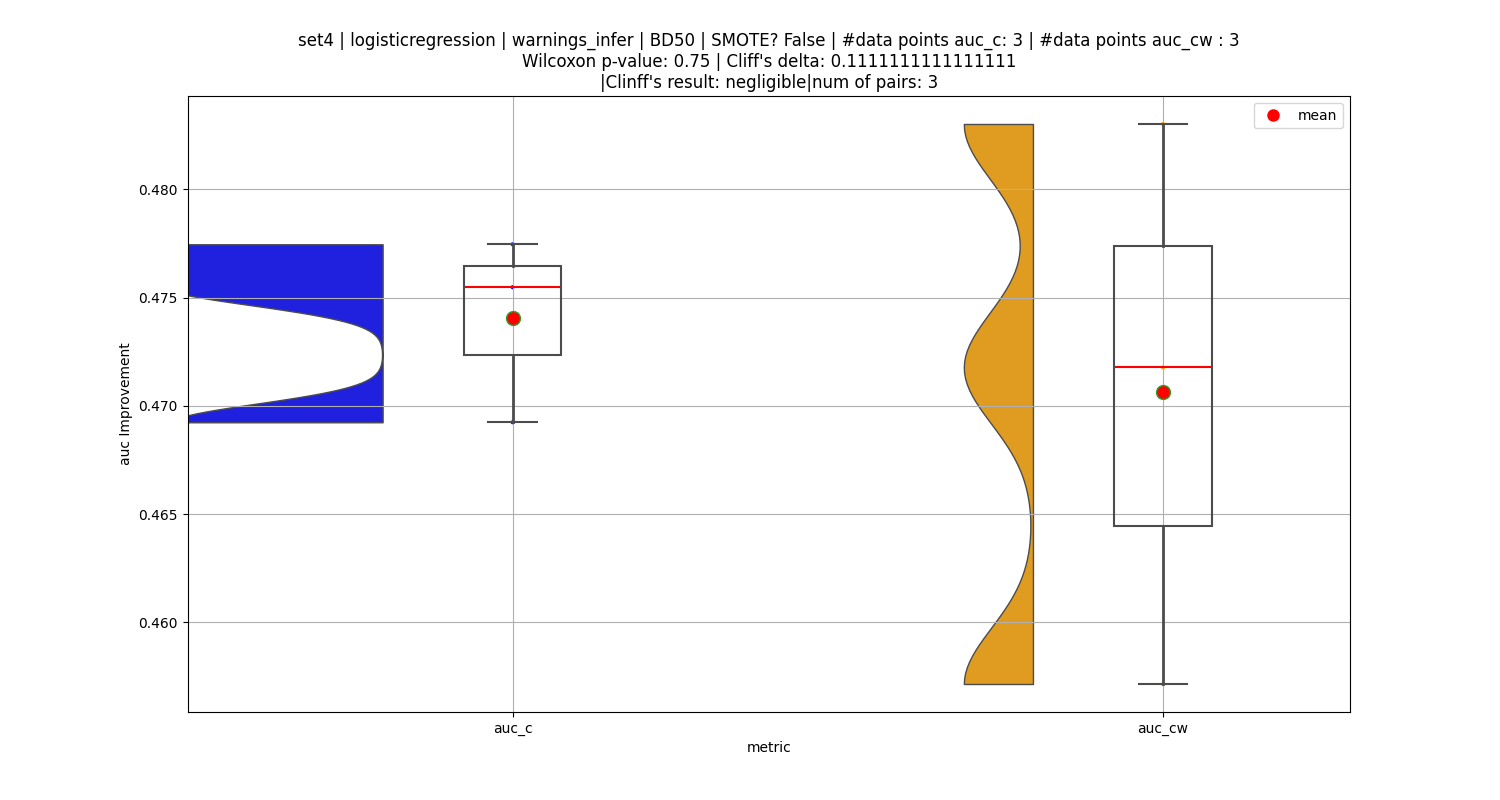 set4 | logisticregression | warnings_infer | BD50 | SMOTE? False | #data points auc_c: 3 | #data points auc_cw : 3
Wilcoxon p-value: 0.75 | Cliff's delta: 0.1111111111111111
|Clinff's result: negligible|num of pairs: 3
mean
0.480
0.475
0.470
0.465
0.460
auc Improvement
auc_c
auc_cw
metric